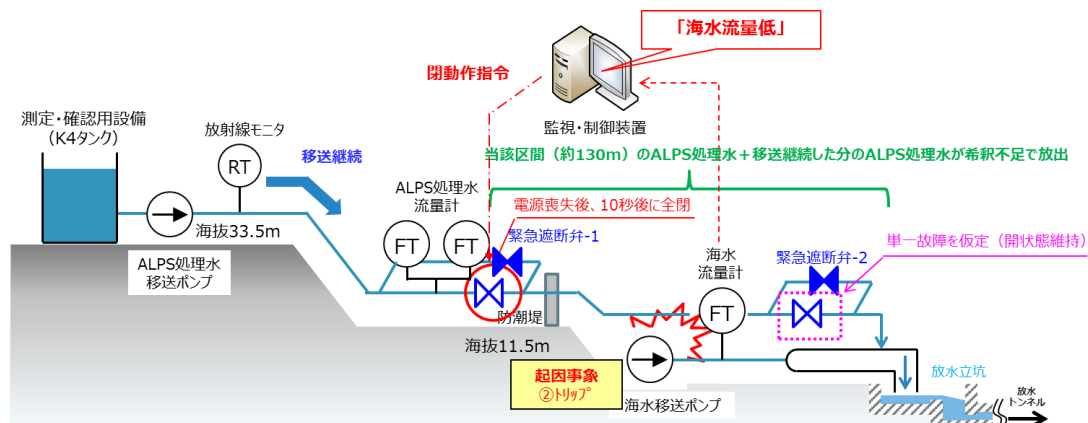 「海水流量低」
閉動作指令
監視・制御装置
測定・確認用設備
（K4タンク）
放射線モニタ
RT
移送継続
当該区間（約130m）のALPS処理水＋移送継続した分のALPS処理水が希釈不足で放出
ALPS処理水
流量計
電源喪失後、10秒後に全閉
FT
FT
緊急遮断弁-1
海水
流量計
緊急遮断弁-2
単一故障を仮定（開状態維持）
海抜33.5m
ALPS処理水
移送ポンプ
FT
防潮堤
海抜11.5m
起因事象
②ﾄﾘｯﾌﾟ
海水移送ポンプ
放水立坑
放水
トンネル